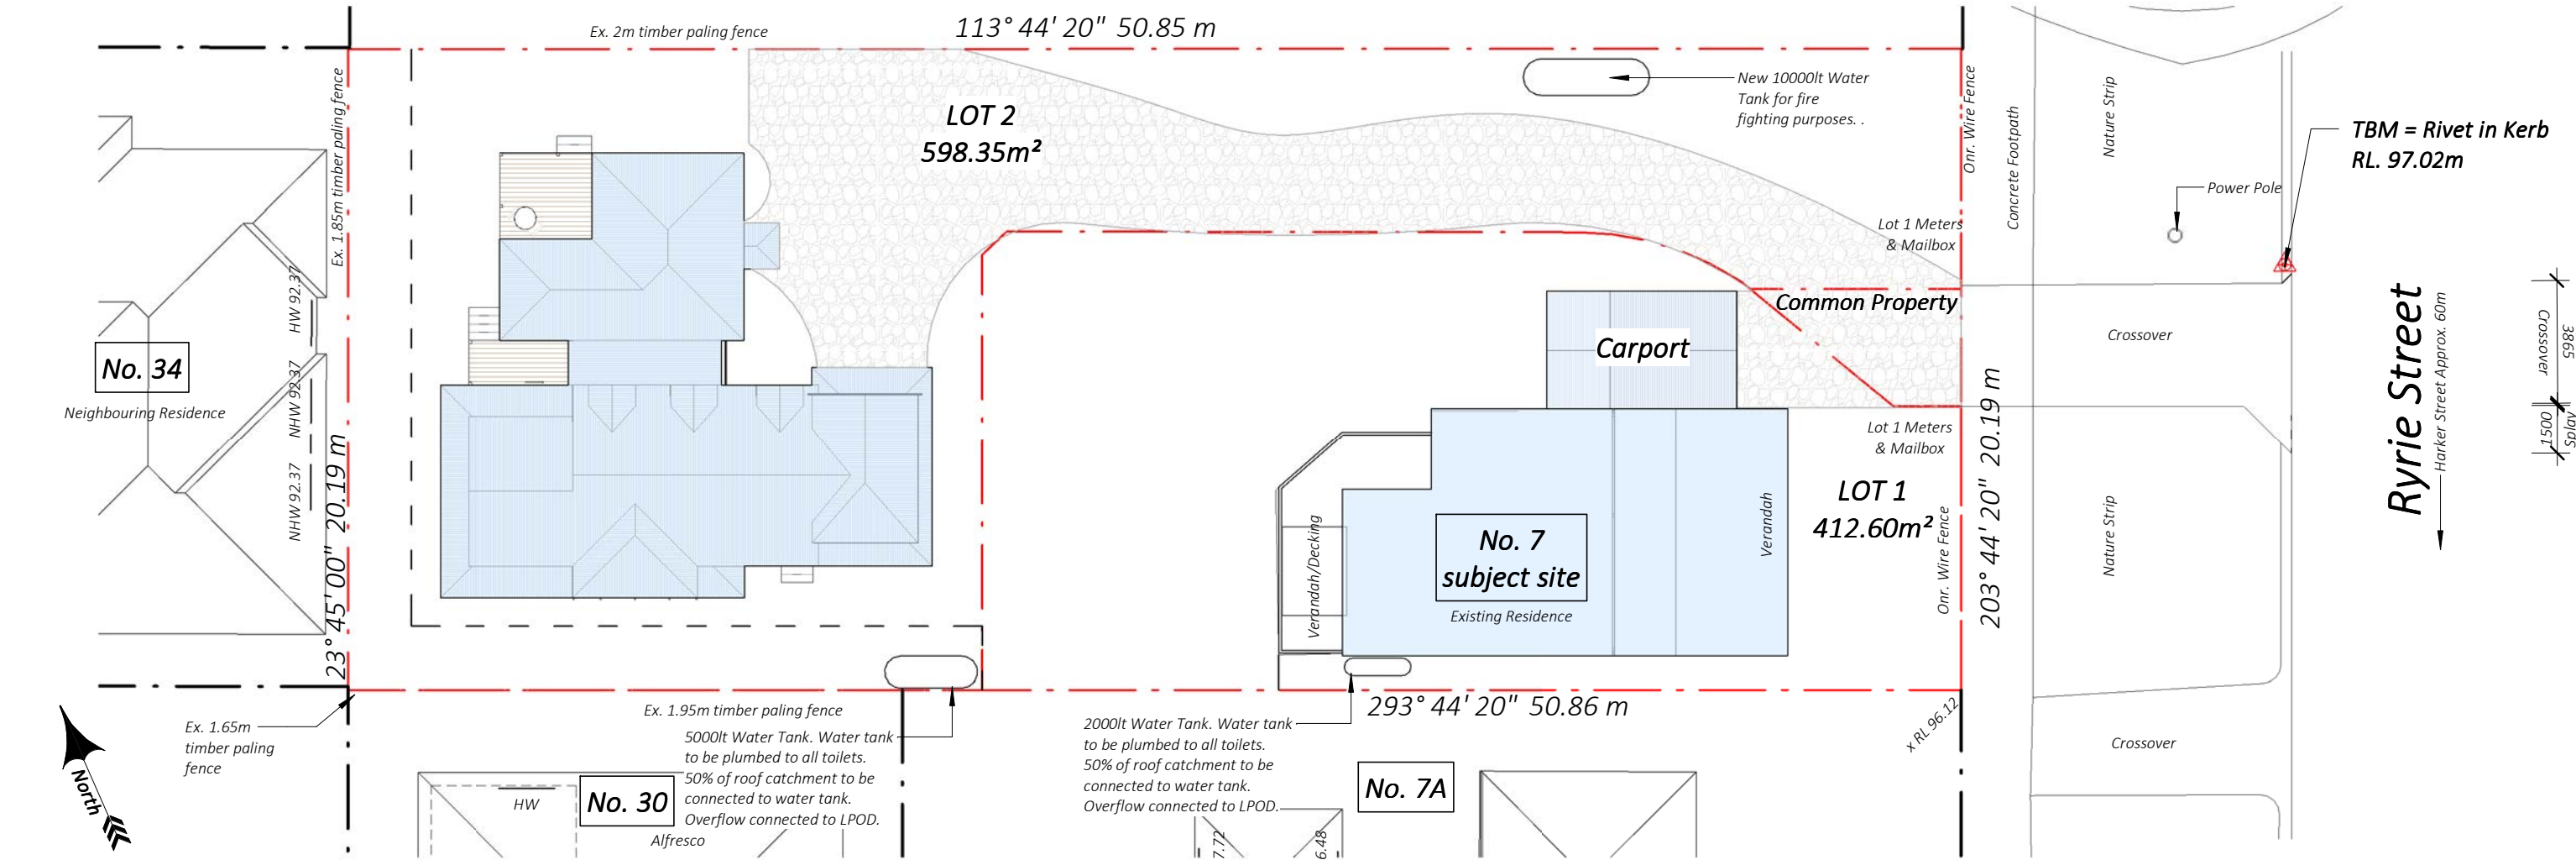 Ex. 2m timber paling fence
113° 44' 20" 50.85 m
Ex. 1.85m timber paling fence
LOT 2
598.35m²
New 10000lt Water
Tank for fire
fighting purposes. .
Onr. Wire Fence
Concrete Footpath
Nature Strip
TBM = Rivet in Kerb
RL. 97.02m
Power Pole
Lot 1 Meters
& Mailbox
Common Property
Carport
Crossover
3865
Crossover
1500
Splay
Ryrie Street
Harker Street Approx. 60m
No. 34
Neighbouring Residence
HW 92.37
NHW 92.37
NHW 92.37
23° 45' 00" 20.19 m
Lot 1 Meters
& Mailbox
LOT 1
412.60m²
Verandah
Verandah/Decking
No. 7
subject site
Existing Residence
Onr. Wire Fence
203° 44' 20" 20.19 m
Nature Strip
293° 44' 20" 50.86 m
x RL 96.12
Crossover
Ex. 1.65m
timber paling
fence
Ex. 1.95m timber paling fence
5000lt Water Tank. Water tank
to be plumbed to all toilets.
50% of roof catchment to be
connected to water tank.
Overflow connected to LPOD.
2000lt Water Tank. Water tank
to be plumbed to all toilets.
50% of roof catchment to be
connected to water tank.
Overflow connected to LPOD.
North
HW
No. 30
Alfresco
No. 7A
7.72
6.48